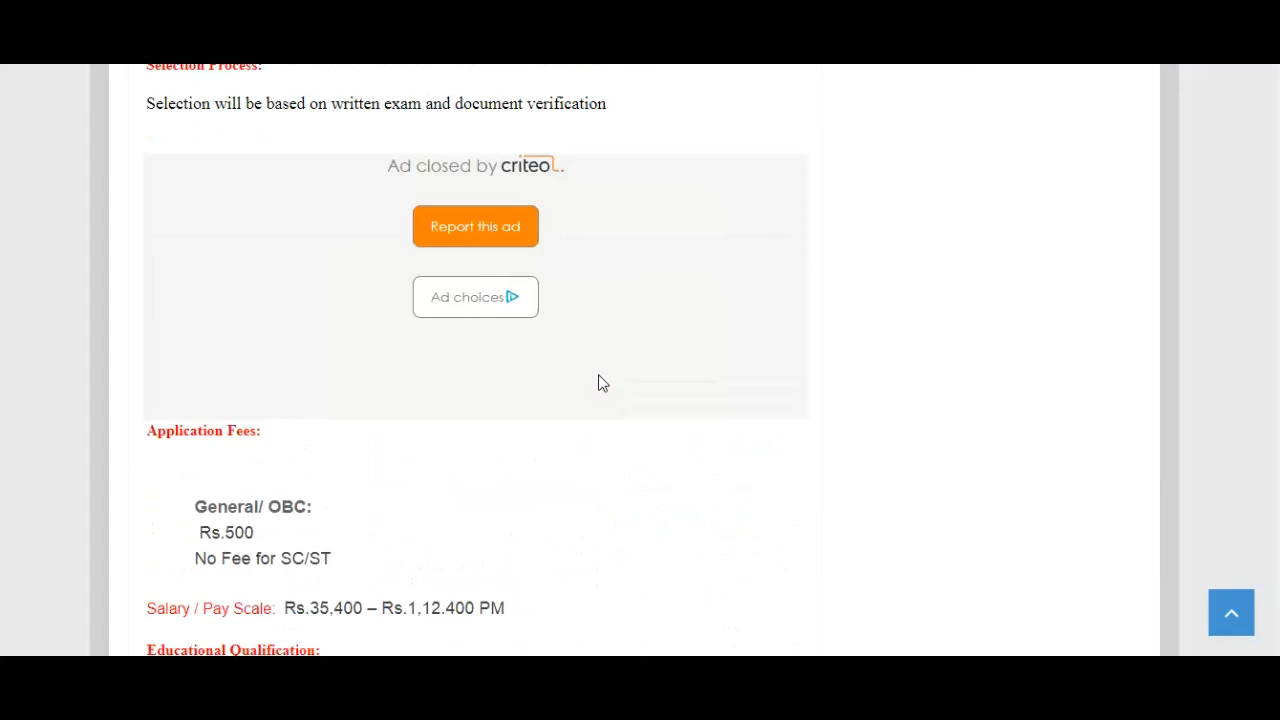 Selection Process:
Selection will be based on written exam and document verification
Ad closed by criteo
Report this ad
Ad choices
Application Fees:
General/ OBC:
Rs.500
No Fee for SC/ST
Salary / Pay Scale: Rs.35,400 – Rs.1,12.400 PM
Educational Qualification: